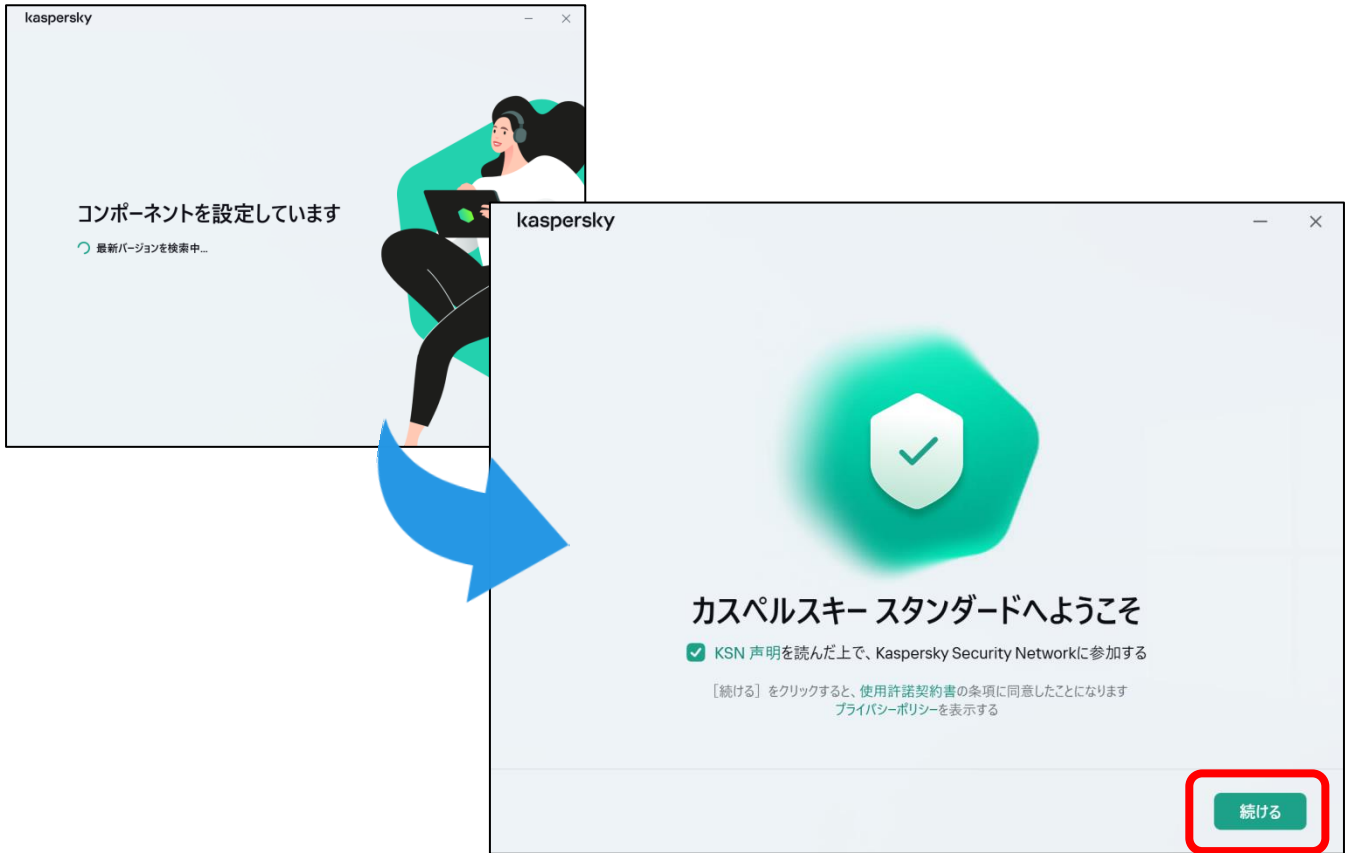 kaspersky
コンポーネントを設定しています
最新バージョンを検索中...
kaspersky
カスペルスキー スタンダードへようこそ
KSN 声明を読んだ上で、Kaspersky Security Networkに参加する
［続ける］をクリックすると、使用許諾契約書の条項に同意したことになります
プライバシーポリシーを表示する
続ける